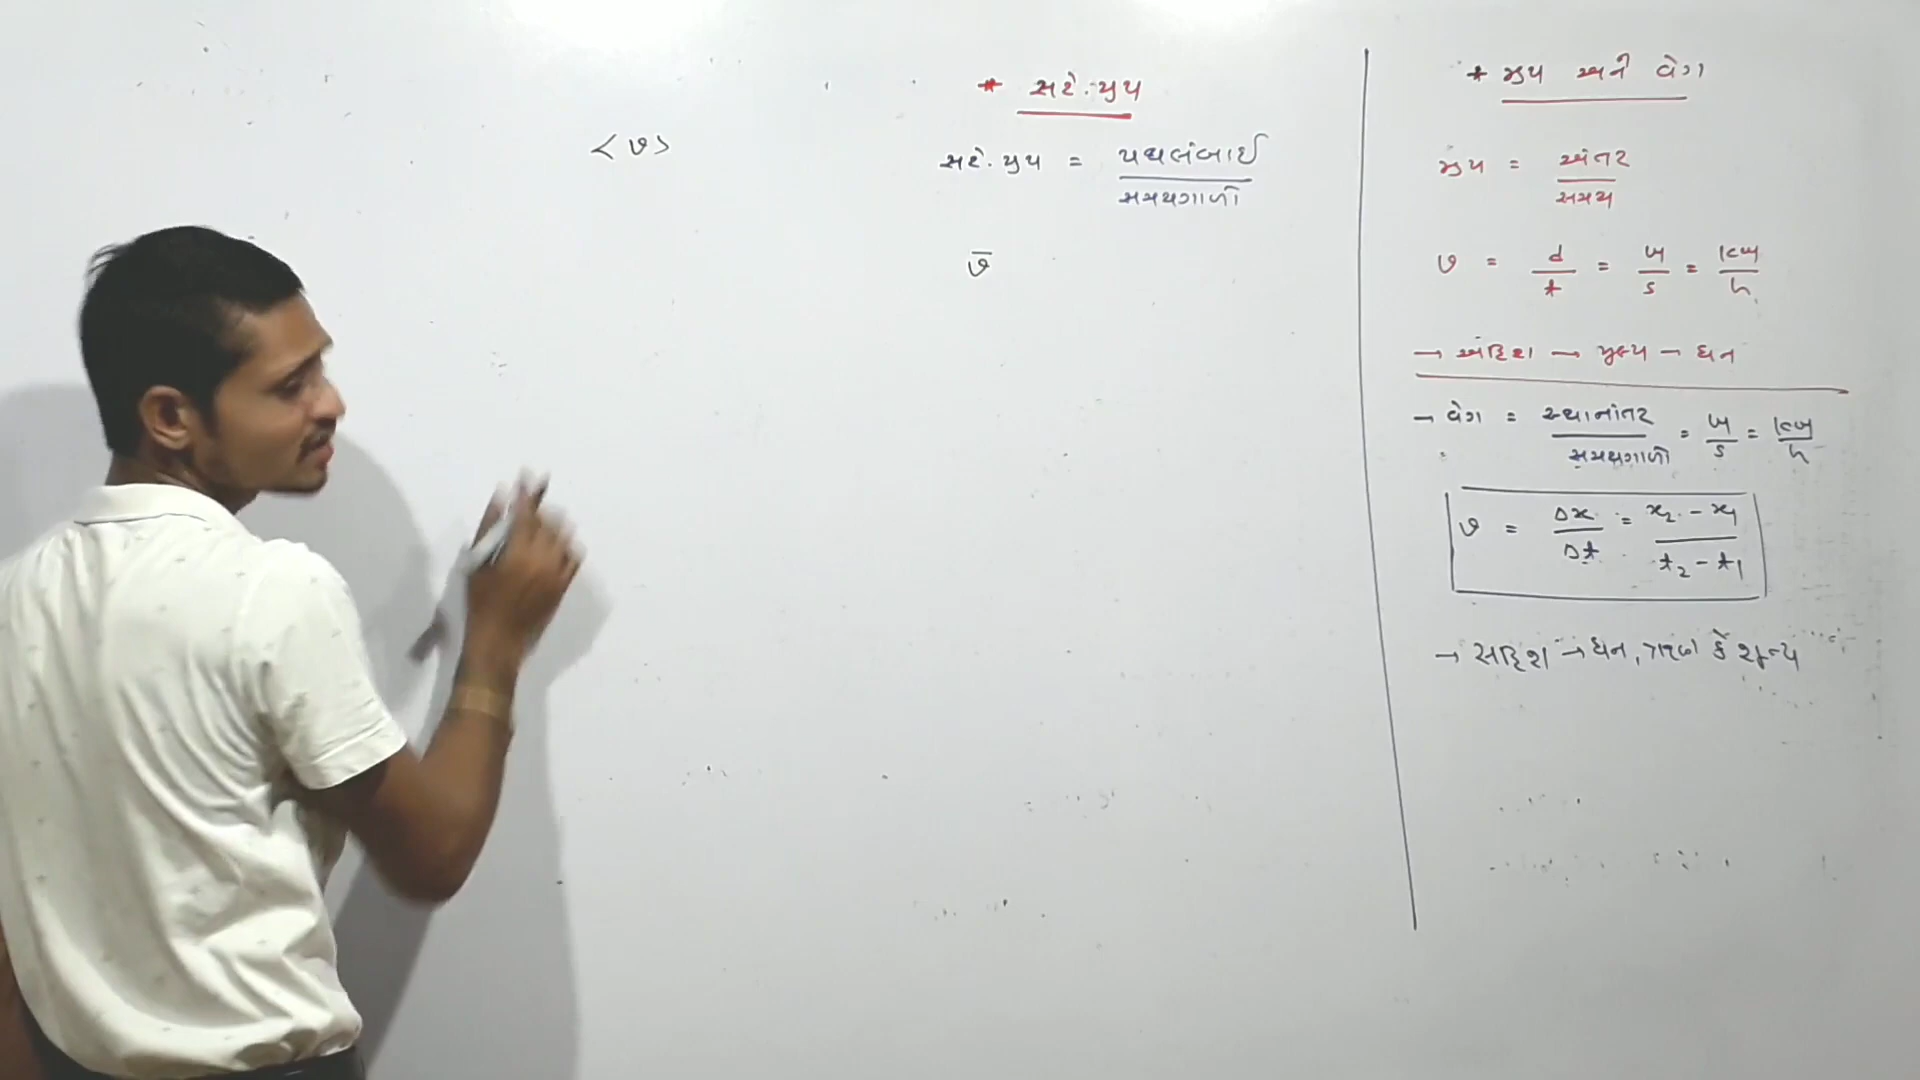 * સરે. ઝડપ
< v >
સરે. ઝડપ = પથલંબાઈ / સમયગાળો
v̄
* ઝડપ અને વેગ
ઝડપ = અંતર / સમય
v = d / t = m / s = km / h
→ અદિશ → મુલ્ય → ધન
→ વેગ = સ્થાનાંતર / સમયગાળો = m / s = km / h
v = Δx / Δt = x₂ - x₁ / t₂ - t₁
→ સદિશ → ધન, ઋણ કે શૂન્ય